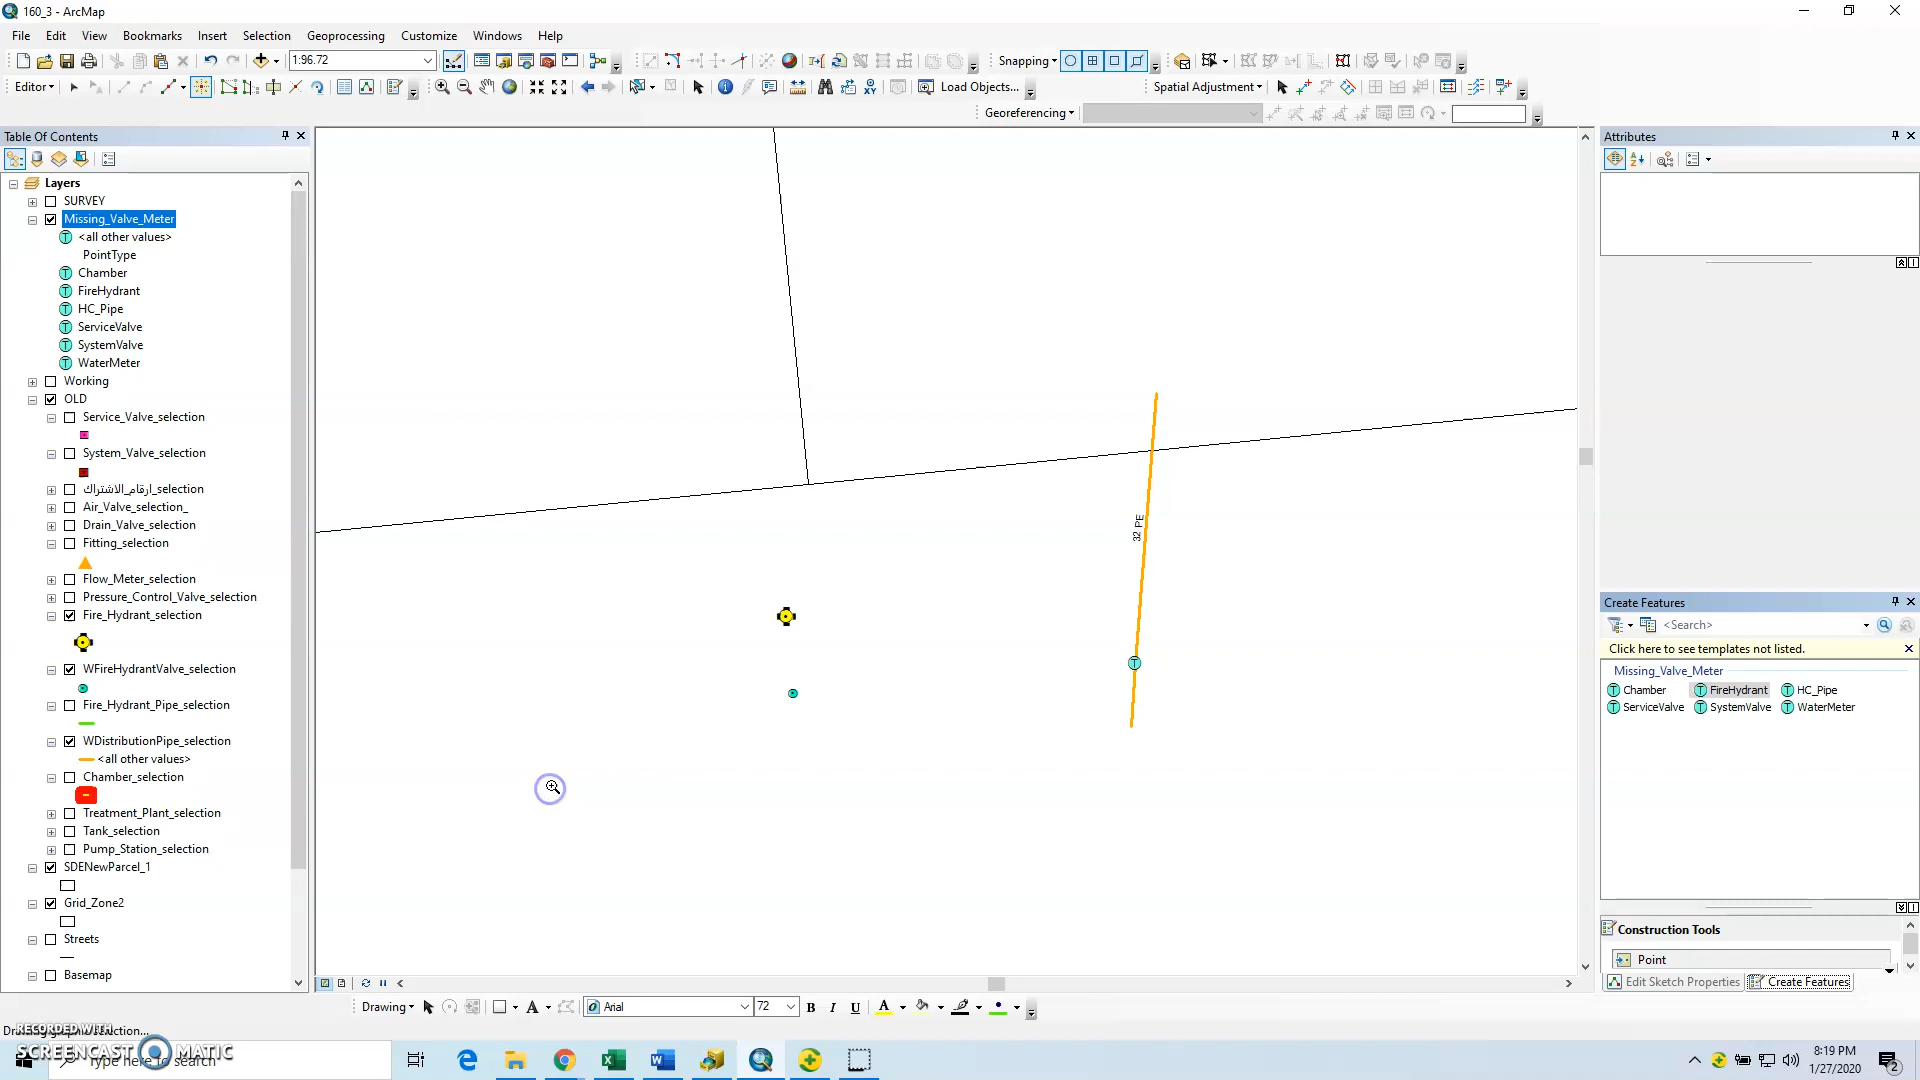 160_3 - ArcMap
File Edit View Bookmarks Insert Selection Geoprocessing Customize Windows Help
1:96.72
Snapping
Editor
Load Objects...
Spatial Adjustment
Georeferencing
Table Of Contents
Layers
SURVEY
Missing_Valve_Meter
<all other values>
PointType
Chamber
FireHydrant
HC_Pipe
ServiceValve
SystemValve
WaterMeter
Working
OLD
Service_Valve_selection
System_Valve_selection
ارقام_الاشتراك_selection
Air_Valve_selection_
Drain_Valve_selection
Fitting_selection
Flow_Meter_selection
Pressure_Control_Valve_selection
Fire_Hydrant_selection
WFireHydrantValve_selection
Fire_Hydrant_Pipe_selection
WDistributionPipe_selection
<all other values>
Chamber_selection
Treatment_Plant_selection
Tank_selection
Pump_Station_selection
SDENewParcel_1
Grid_Zone2
Streets
Basemap
32 PE
T
Attributes
Create Features
<Search>
Click here to see templates not listed.
Missing_Valve_Meter
Chamber FireHydrant HC_Pipe
ServiceValve SystemValve WaterMeter
Construction Tools
Point
Edit Sketch Properties Create Features
Drawing Arial 72 B I U A
RECORDED WITH
SCREENCAST MATIC
Type here to search
8:19 PM
1/27/2020
2